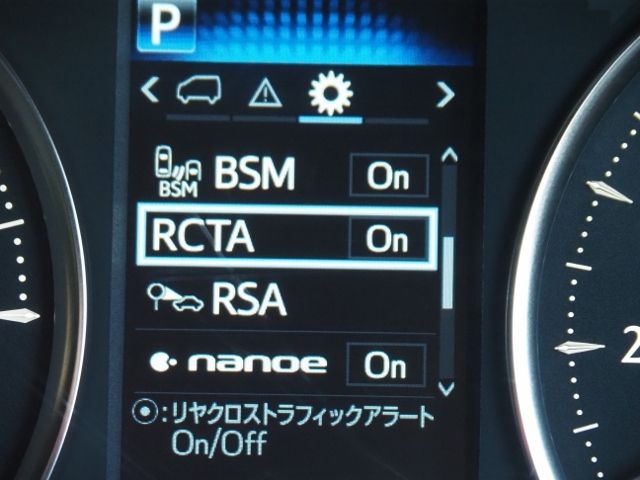 P
BSM BSM On
RCTA On
RSA
nanoe On
⦿:リヤクロストラフィックアラート
On/Off
2